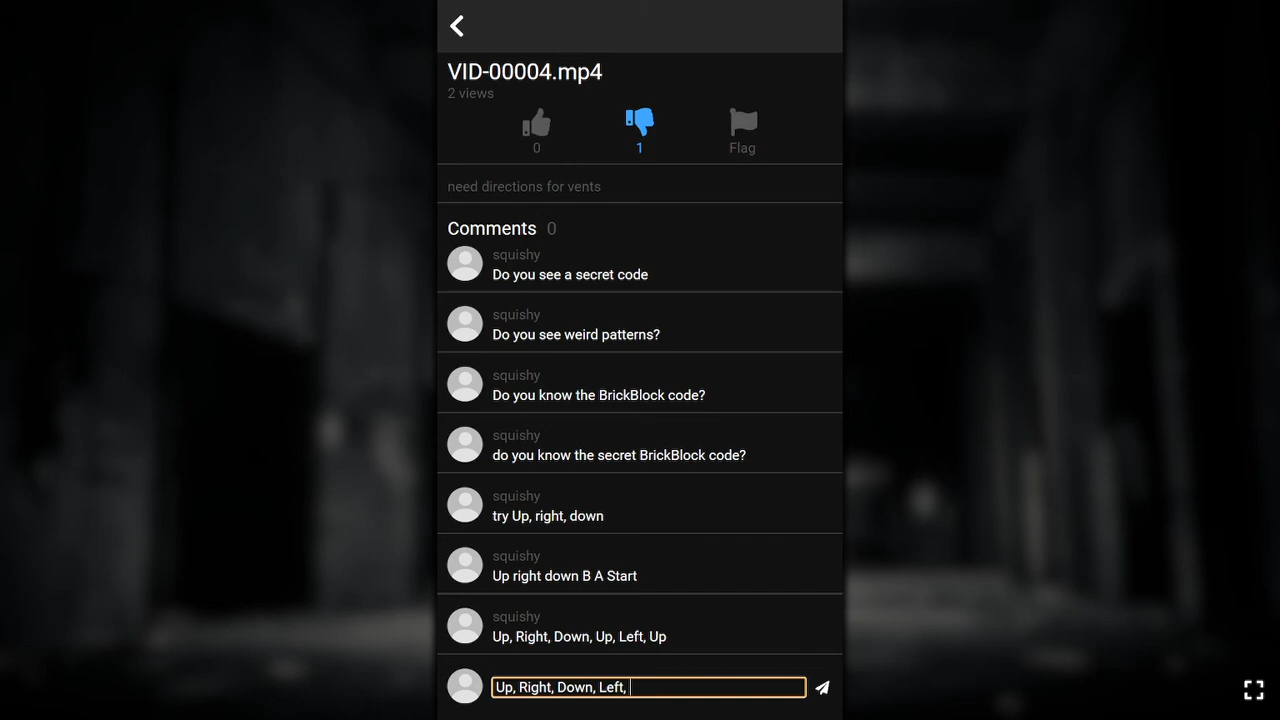 VID-00004.mp4
2 views
0
1
Flag
need directions for vents
Comments 0
squishy
Do you see a secret code
squishy
Do you see weird patterns?
squishy
Do you know the BrickBlock code?
squishy
do you know the secret BrickBlock code?
squishy
try Up, right, down
squishy
Up right down B A Start
squishy
Up, Right, Down, Up, Left, Up
Up, Right, Down, Left,